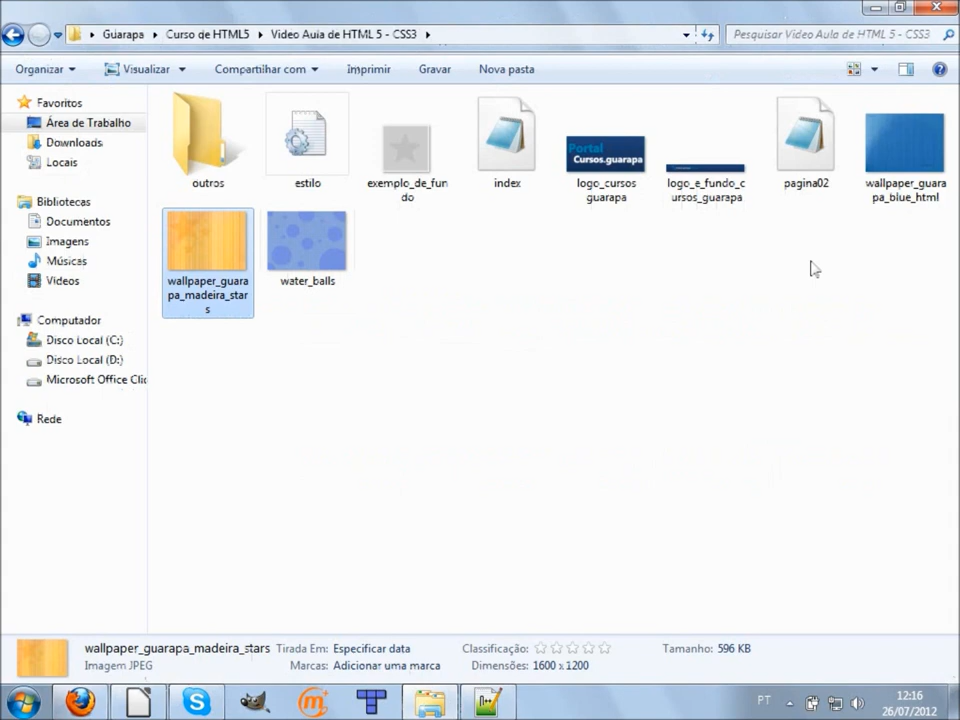 Guarapa ▸ Curso de HTML5 ▸ Video Aula de HTML 5 - CSS3 ▸
Pesquisar Video Aula de HTML 5 - CSS3
Organizar Visualizar Compartilhar com Imprimir Gravar Nova pasta
Favoritos
Área de Trabalho
Downloads
Locais
Bibliotecas
Documentos
Imagens
Músicas
Vídeos
Computador
Disco Local (C:)
Disco Local (D:)
Microsoft Office Clic
Rede
outros
estilo
exemplo_de_fun
do
index
Portal
Cursos.guarapa
logo_cursos
guarapa
logo_e_fundo_c
ursos_guarapa
pagina02
wallpaper_guara
pa_blue_html
wallpaper_guara
pa_madeira_star
s
water_balls
wallpaper_guarapa_madeira_stars Tirada Em: Especificar data Classificação: Tamanho: 596 KB
Imagem JPEG Marcas: Adicionar uma marca Dimensões: 1600 x 1200
PT
12:16
26/07/2012